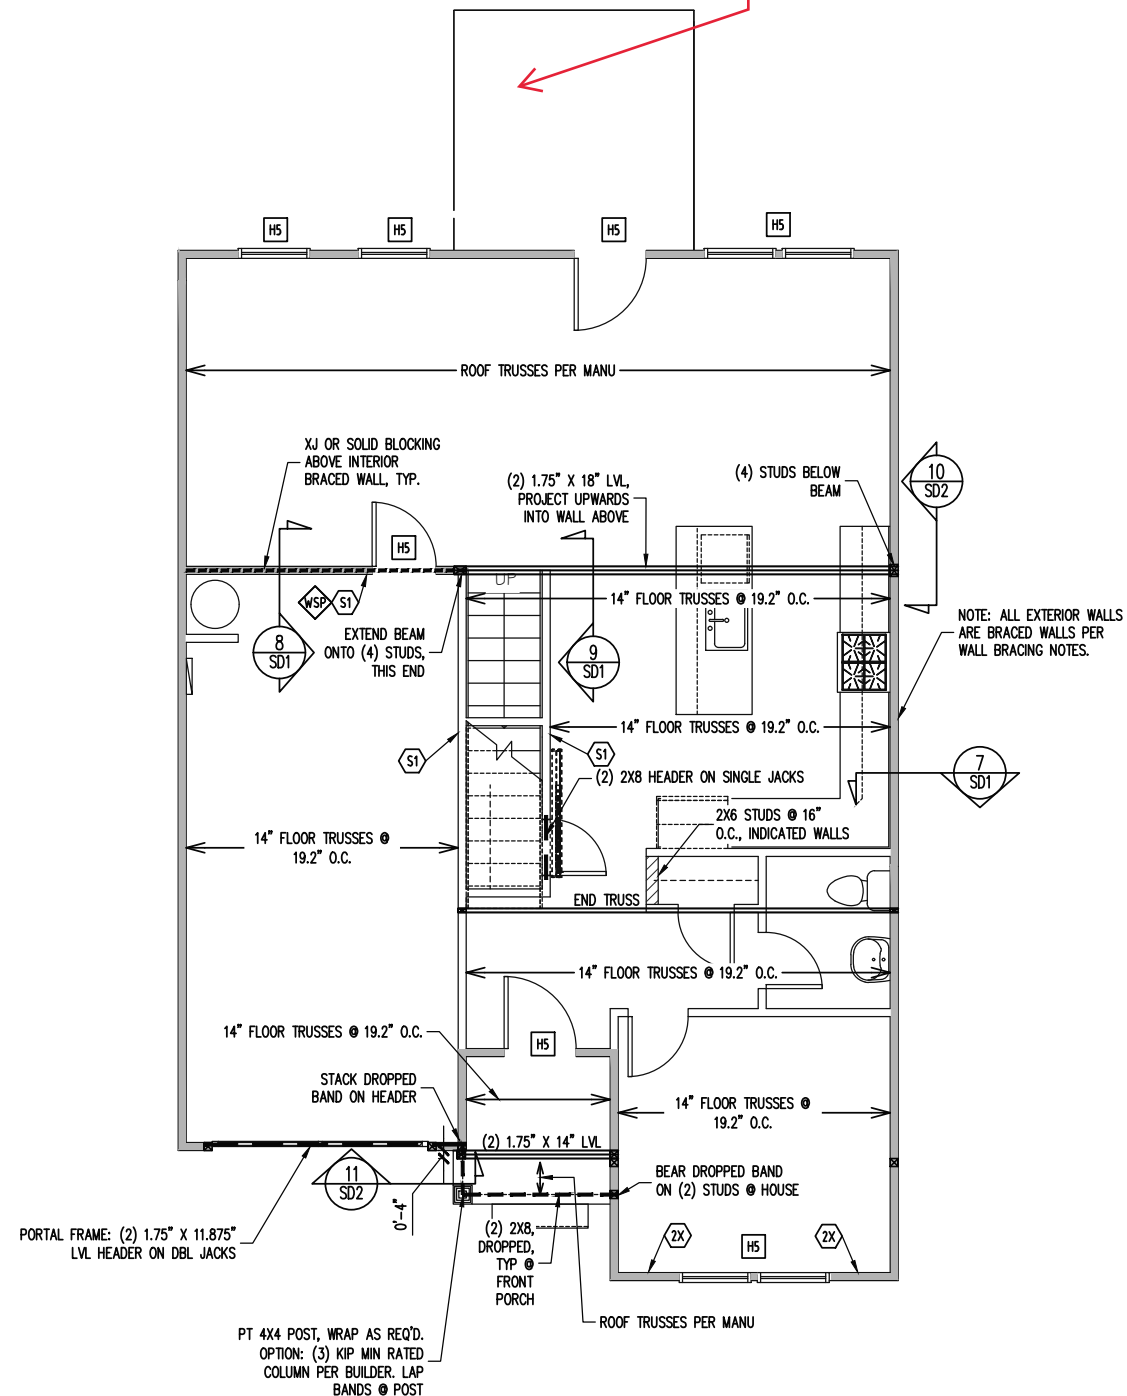 H5
H5
H5
H5
ROOF TRUSSES PER MANU
XJ OR SOLID BLOCKING
ABOVE INTERIOR
BRACED WALL, TYP.
(2) 1.75" X 18" LVL,
PROJECT UPWARDS
INTO WALL ABOVE
(4) STUDS BELOW
BEAM
10
SD2
H5
UP
14" FLOOR TRUSSES @ 19.2" O.C.
WSP
S1
EXTEND BEAM
ONTO (4) STUDS,
THIS END
8
SD1
9
SD1
NOTE: ALL EXTERIOR WALLS
ARE BRACED WALLS PER
WALL BRACING NOTES.
14" FLOOR TRUSSES @ 19.2" O.C.
S1
S1
(2) 2X8 HEADER ON SINGLE JACKS
7
SD1
2X6 STUDS @ 16"
O.C., INDICATED WALLS
14" FLOOR TRUSSES @
19.2" O.C.
END TRUSS
14" FLOOR TRUSSES @ 19.2" O.C.
14" FLOOR TRUSSES @ 19.2" O.C.
H5
STACK DROPPED
BAND ON HEADER
14" FLOOR TRUSSES @
19.2" O.C.
(2) 1.75" X 14" LVL
11
SD2
BEAR DROPPED BAND
ON (2) STUDS @ HOUSE
0'-4"
PORTAL FRAME: (2) 1.75" X 11.875"
LVL HEADER ON DBL JACKS
(2) 2X8,
DROPPED,
TYP @
FRONT
PORCH
2X
H5
2X
ROOF TRUSSES PER MANU
PT 4X4 POST, WRAP AS REQ'D.
OPTION: (3) KIP MIN RATED
COLUMN PER BUILDER. LAP
BANDS @ POST